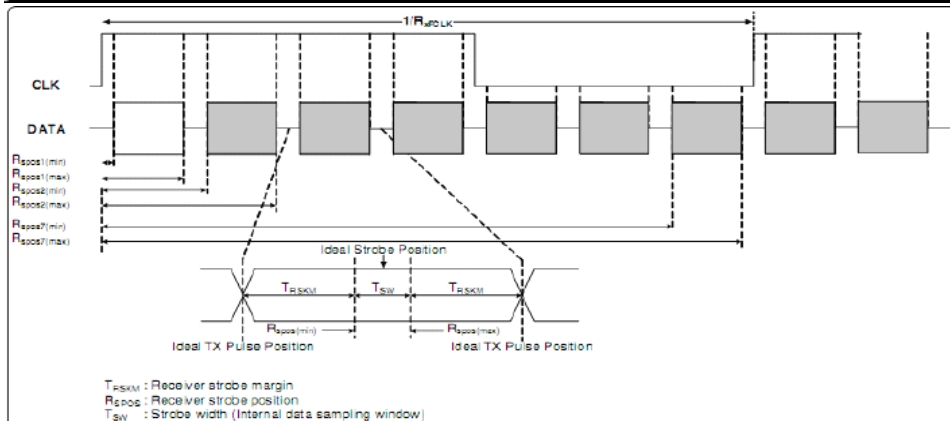 1/RxFCLK
CLK
DATA
Rspos1(min)
Rspos1(max)
Rspos2(min)
Rspos2(max)
Rspos7(min)
Rspos7(max)
Ideal Strobe Position
TRSKM TSW TRSKM
Rspos(min) Rspos(max)
Ideal TX Pulse Position Ideal TX Pulse Position
TRSKM : Receiver strobe margin
RSPOS : Receiver strobe position
TSW : Strobe width (Internal data sampling window)